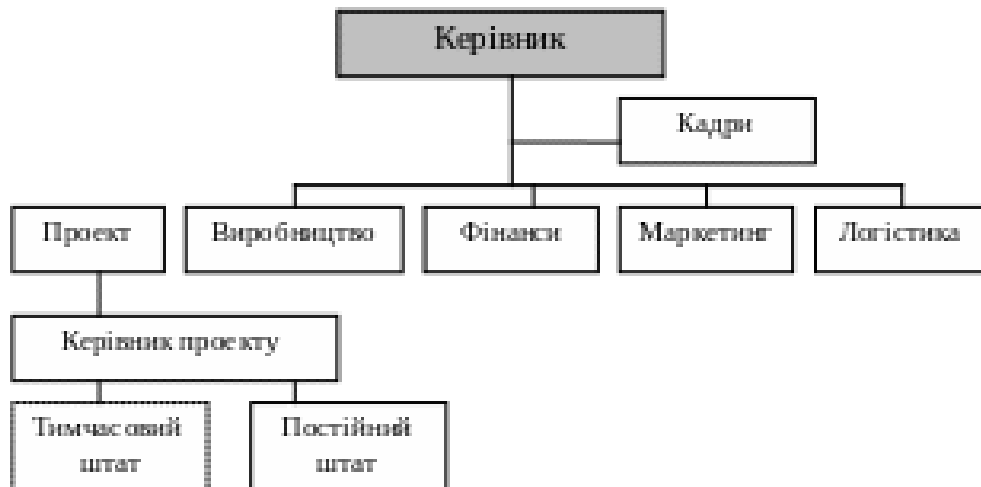 Керівник
Кадри
Проект
Виробництво
Фінанси
Маркетинг
Логістика
Керівник проекту
Тимчасовий
штат
Постійний
штат